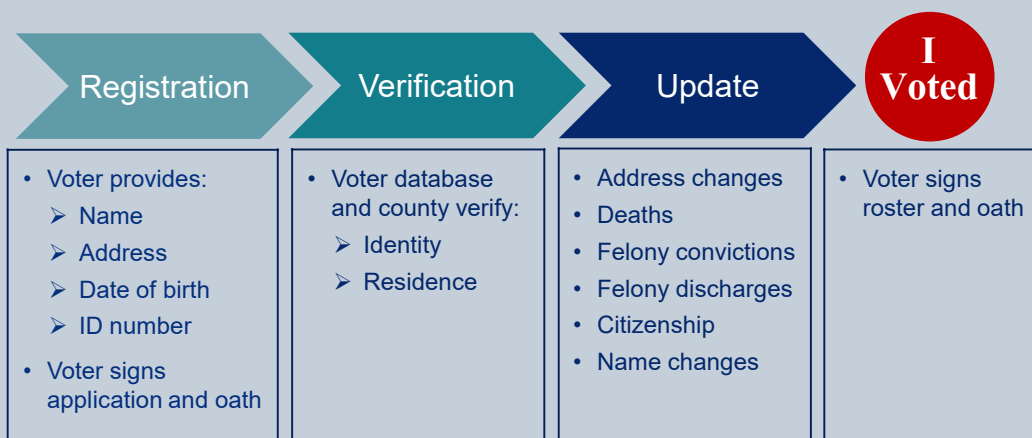 Registration
Verification
Update
I
Voted
• Voter provides:
➢ Name
➢ Address
➢ Date of birth
➢ ID number
• Voter signs
application and oath
• Voter database
and county verify:
➢ Identity
➢ Residence
• Address changes
• Deaths
• Felony convictions
• Felony discharges
• Citizenship
• Name changes
• Voter signs
roster and oath